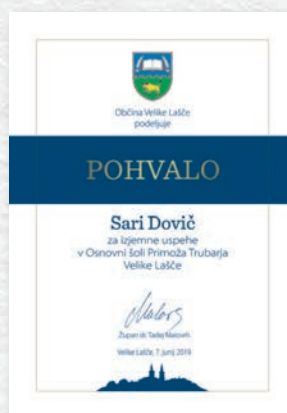 Občina Velike Lašče
podeljuje
POHVALO
Sari Dovič
za izjemne uspehe
v Osnovni šoli Primoža Trubarja
Velike Lašče
Župan dr. Tadej Malovrh
Velike Lašče, 7. junij 2019